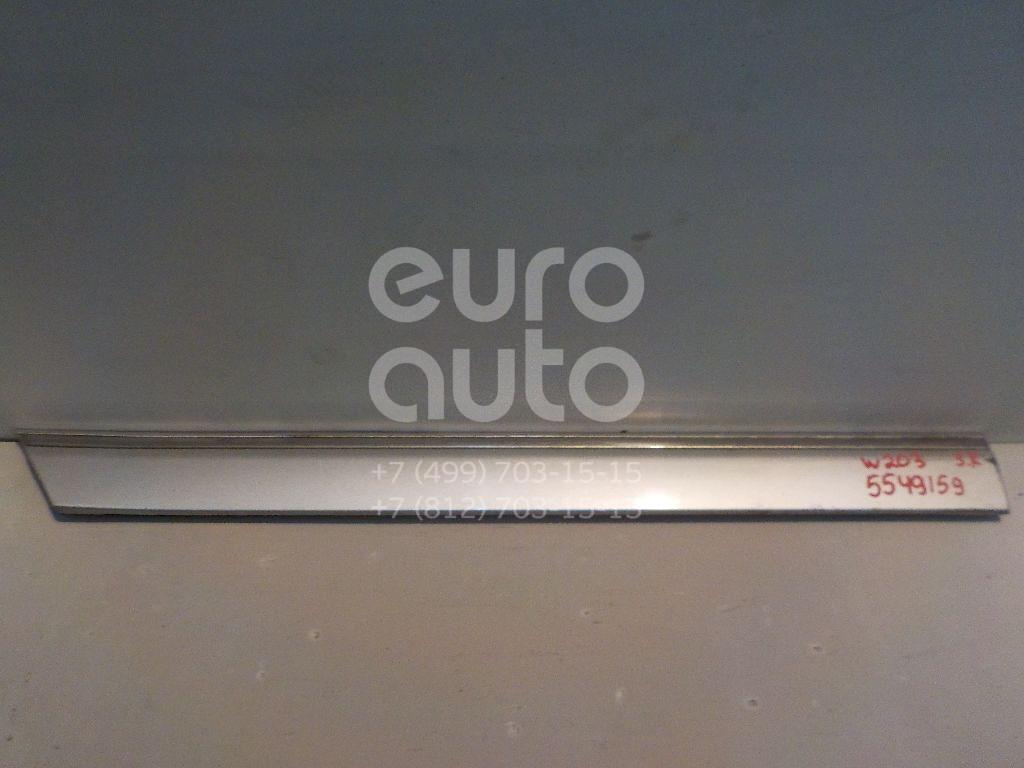 euro
auto
+7 (499) 703-15-15
+7 (812) 703-15-15
W203
5549159